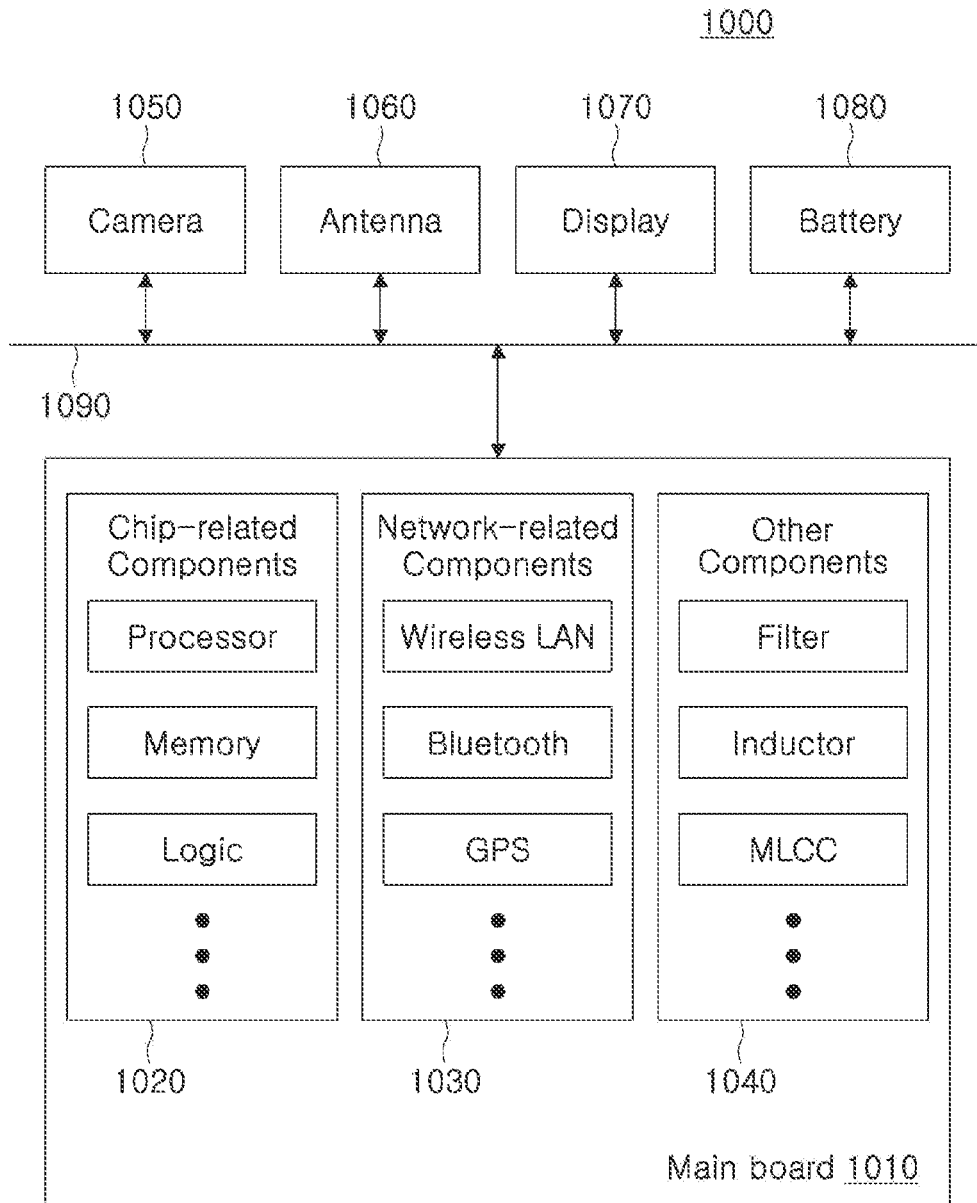 1000
1050
1060
1070
1080
Camera
Antenna
Display
Battery
1090
Chip-related
Components
Processor
Memory
Logic
Network-related
Components
Wireless LAN
Bluetooth
GPS
Other
Components
Filter
Inductor
MLCC
1020
1030
1040
Main board 1010